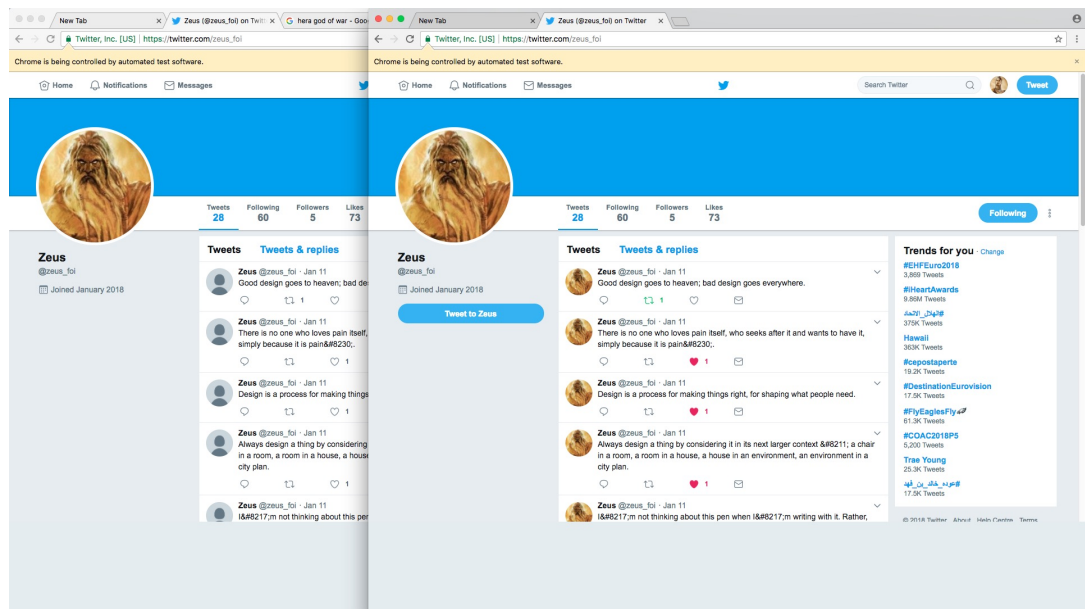 New Tab
Zeus (@zeus_foi) on Twit
hera god of war - Goo
Twitter, Inc. [US] | https://twitter.com/zeus_foi
Chrome is being controlled by automated test software.
Home Notifications Messages
Tweets Following Followers Likes
28 60 5 73
Zeus
@zeus_foi
Joined January 2018
Tweets Tweets & replies
Zeus @zeus_foi · Jan 11
Good design goes to heaven; bad de
1
Zeus @zeus_foi · Jan 11
There is no one who loves pain itself,
simply because it is pain&#8230;.
1
Zeus @zeus_foi · Jan 11
Design is a process for making things
1
Zeus @zeus_foi · Jan 11
Always design a thing by considering
in a room, a room in a house, a house
city plan.
1
Zeus @zeus_foi · Jan 11
I&#8217;m not thinking about this per
New Tab
Zeus (@zeus_foi) on Twitter
Twitter, Inc. [US] | https://twitter.com/zeus_foi
Chrome is being controlled by automated test software.
Home Notifications Messages
Search Twitter
Tweet
Tweets Following Followers Likes
28 60 5 73
Following
Zeus
@zeus_foi
Joined January 2018
Tweet to Zeus
Tweets Tweets & replies
Zeus @zeus_foi · Jan 11
Good design goes to heaven; bad design goes everywhere.
1
Zeus @zeus_foi · Jan 11
There is no one who loves pain itself, who seeks after it and wants to have it,
simply because it is pain&#8230;.
1
Zeus @zeus_foi · Jan 11
Design is a process for making things right, for shaping what people need.
1
Zeus @zeus_foi · Jan 11
Always design a thing by considering it in its next larger context &#8211; a chair
in a room, a room in a house, a house in an environment, an environment in a
city plan.
1
Zeus @zeus_foi · Jan 11
I&#8217;m not thinking about this pen when I&#8217;m writing with it. Rather,
Trends for you · Change
#EHFEuro2018
3,869 Tweets
#iHeartAwards
9.86M Tweets
#الهلال_الاتحاد
375K Tweets
Hawaii
363K Tweets
#cepostaperte
19.2K Tweets
#DestinationEurovision
17.5K Tweets
#FlyEaglesFly
61.3K Tweets
#COAC2018P5
5,200 Tweets
Trae Young
25.3K Tweets
#عوده_خالد_بن_فهد
17.5K Tweets
© 2018 Twitter About Help Centre Terms